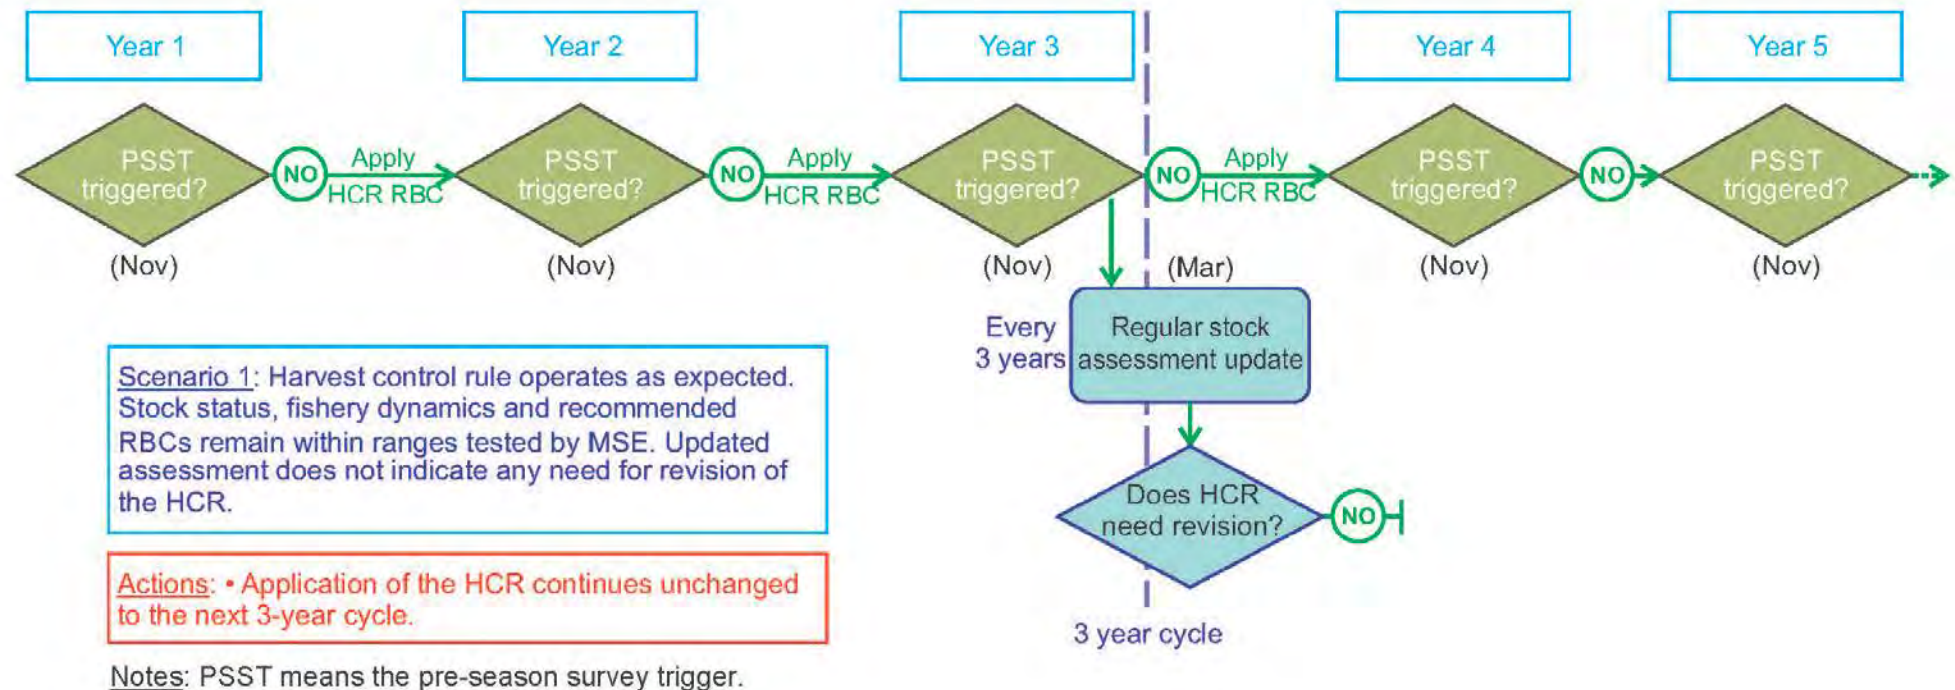 Year 1
Year 2
Year 3
Year 4
Year 5
PSST
triggered?
NO
Apply
HCR RBC
PSST
triggered?
NO
Apply
HCR RBC
PSST
triggered?
NO
Apply
HCR RBC
PSST
triggered?
NO
PSST
triggered?
(Nov)
(Nov)
(Nov)
(Mar)
(Nov)
(Nov)
Every
3 years
Regular stock
assessment update
Scenario 1: Harvest control rule operates as expected.
Stock status, fishery dynamics and recommended
RBCs remain within ranges tested by MSE. Updated
assessment does not indicate any need for revision of
the HCR.
Does HCR
need revision?
NO
Actions: • Application of the HCR continues unchanged
to the next 3-year cycle.
3 year cycle
Notes: PSST means the pre-season survey trigger.